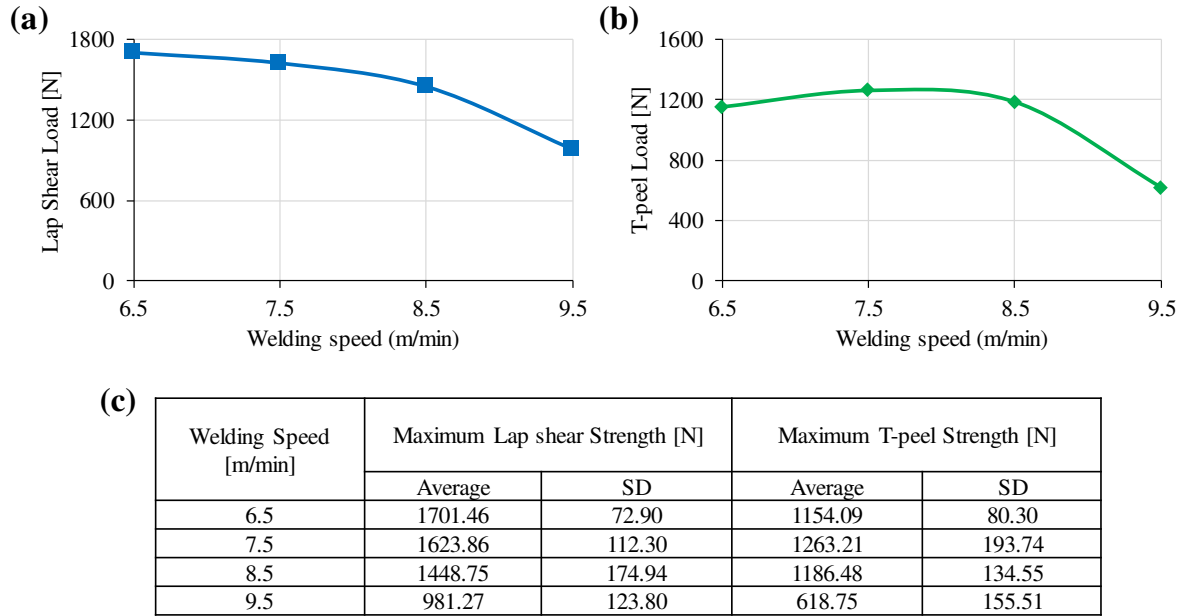 (a)
1800
1200
600
0
6.5 7.5 8.5 9.5
Lap Shear Load [N]
Welding speed (m/min)
(b)
1600
1200
800
400
0
6.5 7.5 8.5 9.5
T-peel Load [N]
Welding speed (m/min)
(c)
Welding Speed
[m/min]
Maximum Lap shear Strength [N]
Maximum T-peel Strength [N]
Average SD Average SD
6.5 1701.46 72.90 1154.09 80.30
7.5 1623.86 112.30 1263.21 193.74
8.5 1448.75 174.94 1186.48 134.55
9.5 981.27 123.80 618.75 155.51